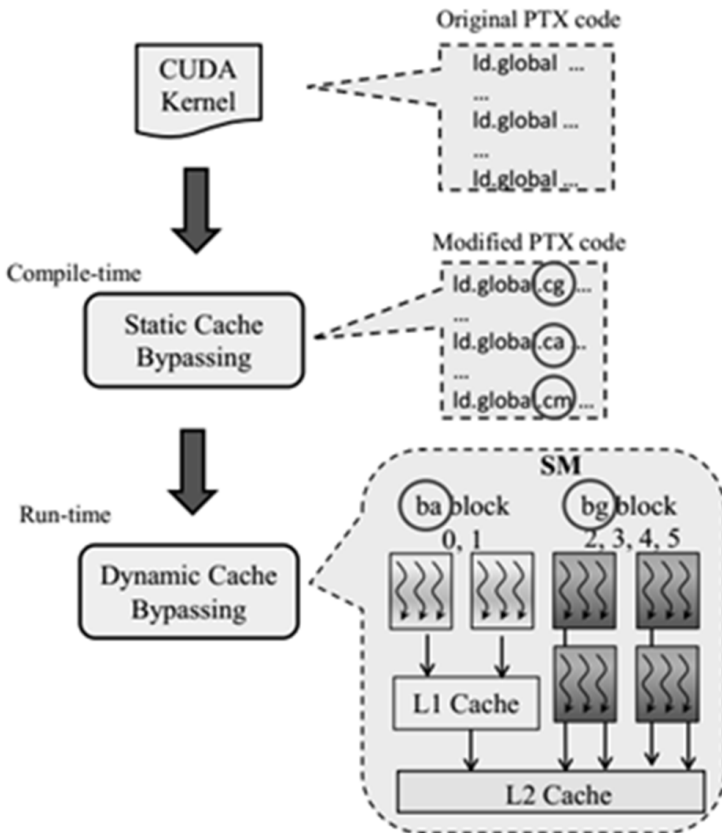 Original PTX code
CUDA
Kernel
ld.global ...
...
ld.global ...
...
ld.global ...
Compile-time
Static Cache
Bypassing
Modified PTX code
ld.global.cg ...
...
ld.global.ca ..
...
ld.global.cm ...
Run-time
Dynamic Cache
Bypassing
SM
ba block
0, 1
bg block
2, 3, 4, 5
L1 Cache
L2 Cache